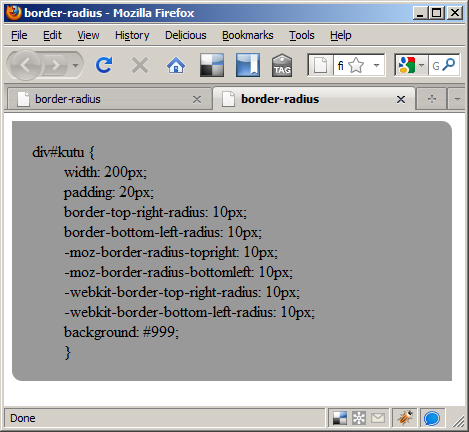 border-radius - Mozilla Firefox
File Edit View History Delicious Bookmarks Tools Help
TAG fi G
border-radius border-radius
div#kutu {
width: 200px;
padding: 20px;
border-top-right-radius: 10px;
border-bottom-left-radius: 10px;
-moz-border-radius-topright: 10px;
-moz-border-radius-bottomleft: 10px;
-webkit-border-top-right-radius: 10px;
-webkit-border-bottom-left-radius: 10px;
background: #999;
}
Done